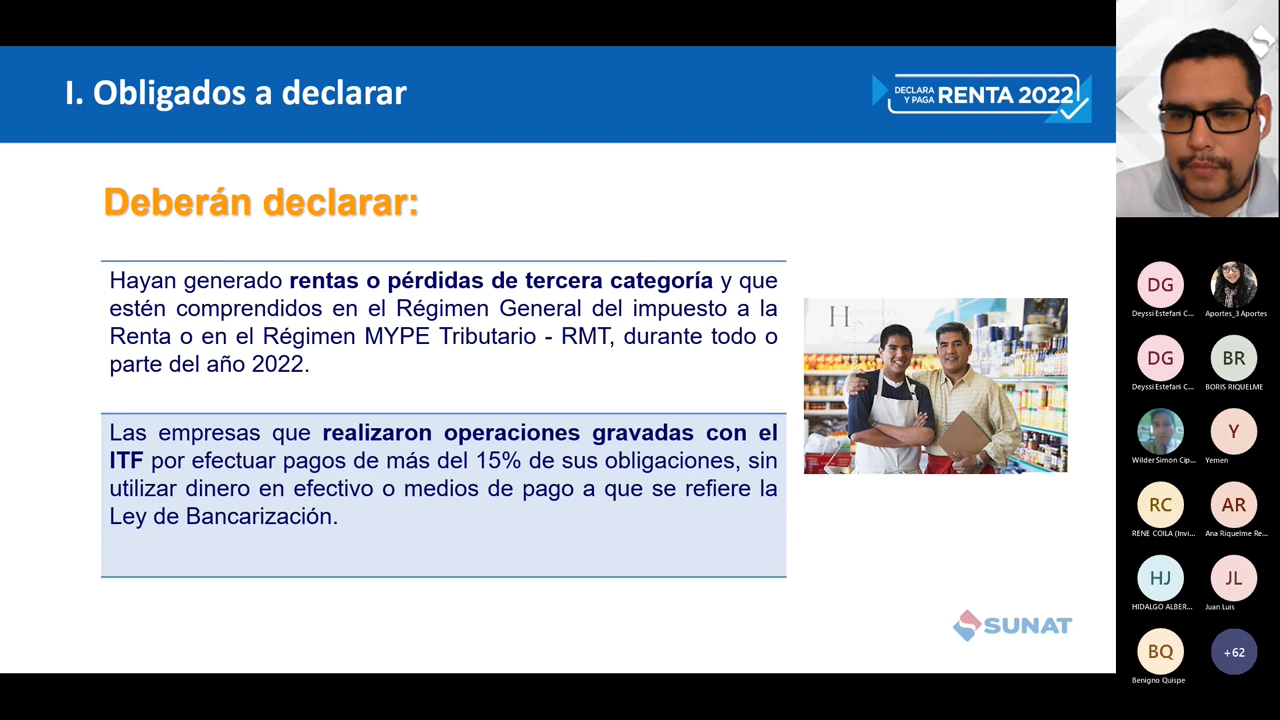 I. Obligados a declarar
DECLARA
Y PAGA RENTA 2022
Deberán declarar:
Hayan generado rentas o pérdidas de tercera categoría y que
estén comprendidos en el Régimen General del impuesto a la
Renta o en el Régimen MYPE Tributario - RMT, durante todo o
parte del año 2022.
Las empresas que realizaron operaciones gravadas con el
ITF por efectuar pagos de más del 15% de sus obligaciones, sin
utilizar dinero en efectivo o medios de pago a que se refiere la
Ley de Bancarización.
SUNAT
DG
Deyssi Estefani C...
Aportes_3 Aportes
DG
Deyssi Estefani C...
BR
BORIS RIQUELME
Wilder Simon Cip...
Y
Yemen
RC
RENE COILA (Invi...
AR
Ana Riquelme Re...
HJ
HIDALGO ALBER...
JL
Juan Luis
BQ
Benigno Quispe
+62